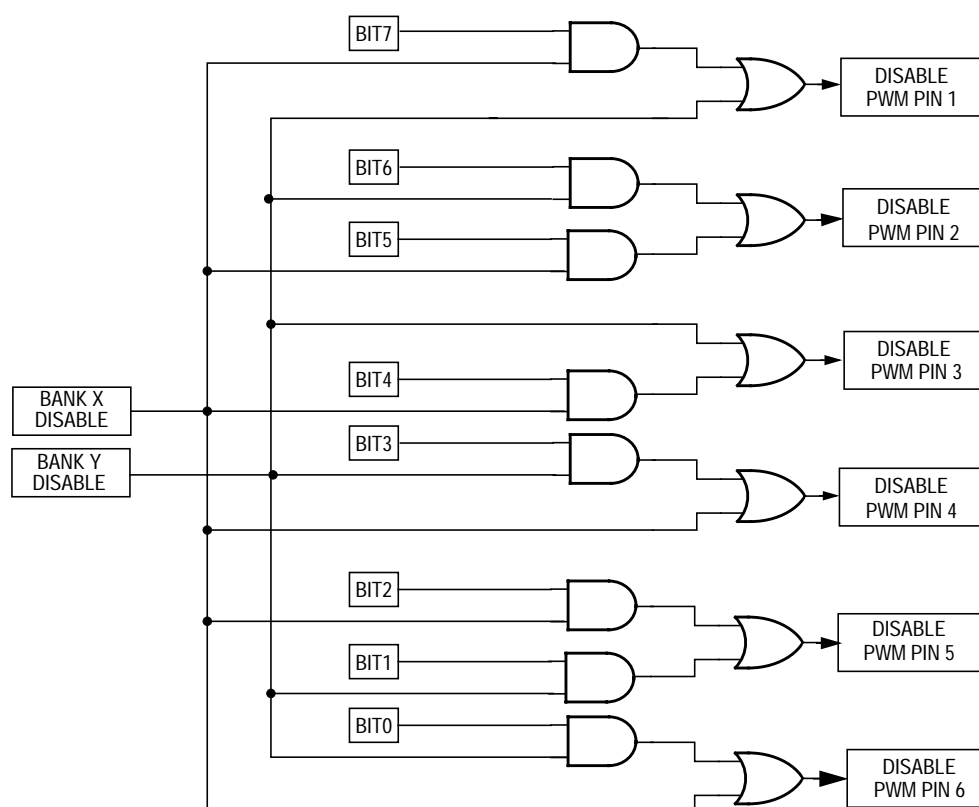 BIT7
DISABLE
PWM PIN 1
BIT6
DISABLE
PWM PIN 2
BIT5
DISABLE
PWM PIN 3
BIT4
BANK X
DISABLE
BIT3
BANK Y
DISABLE
DISABLE
PWM PIN 4
BIT2
DISABLE
PWM PIN 5
BIT1
BIT0
DISABLE
PWM PIN 6